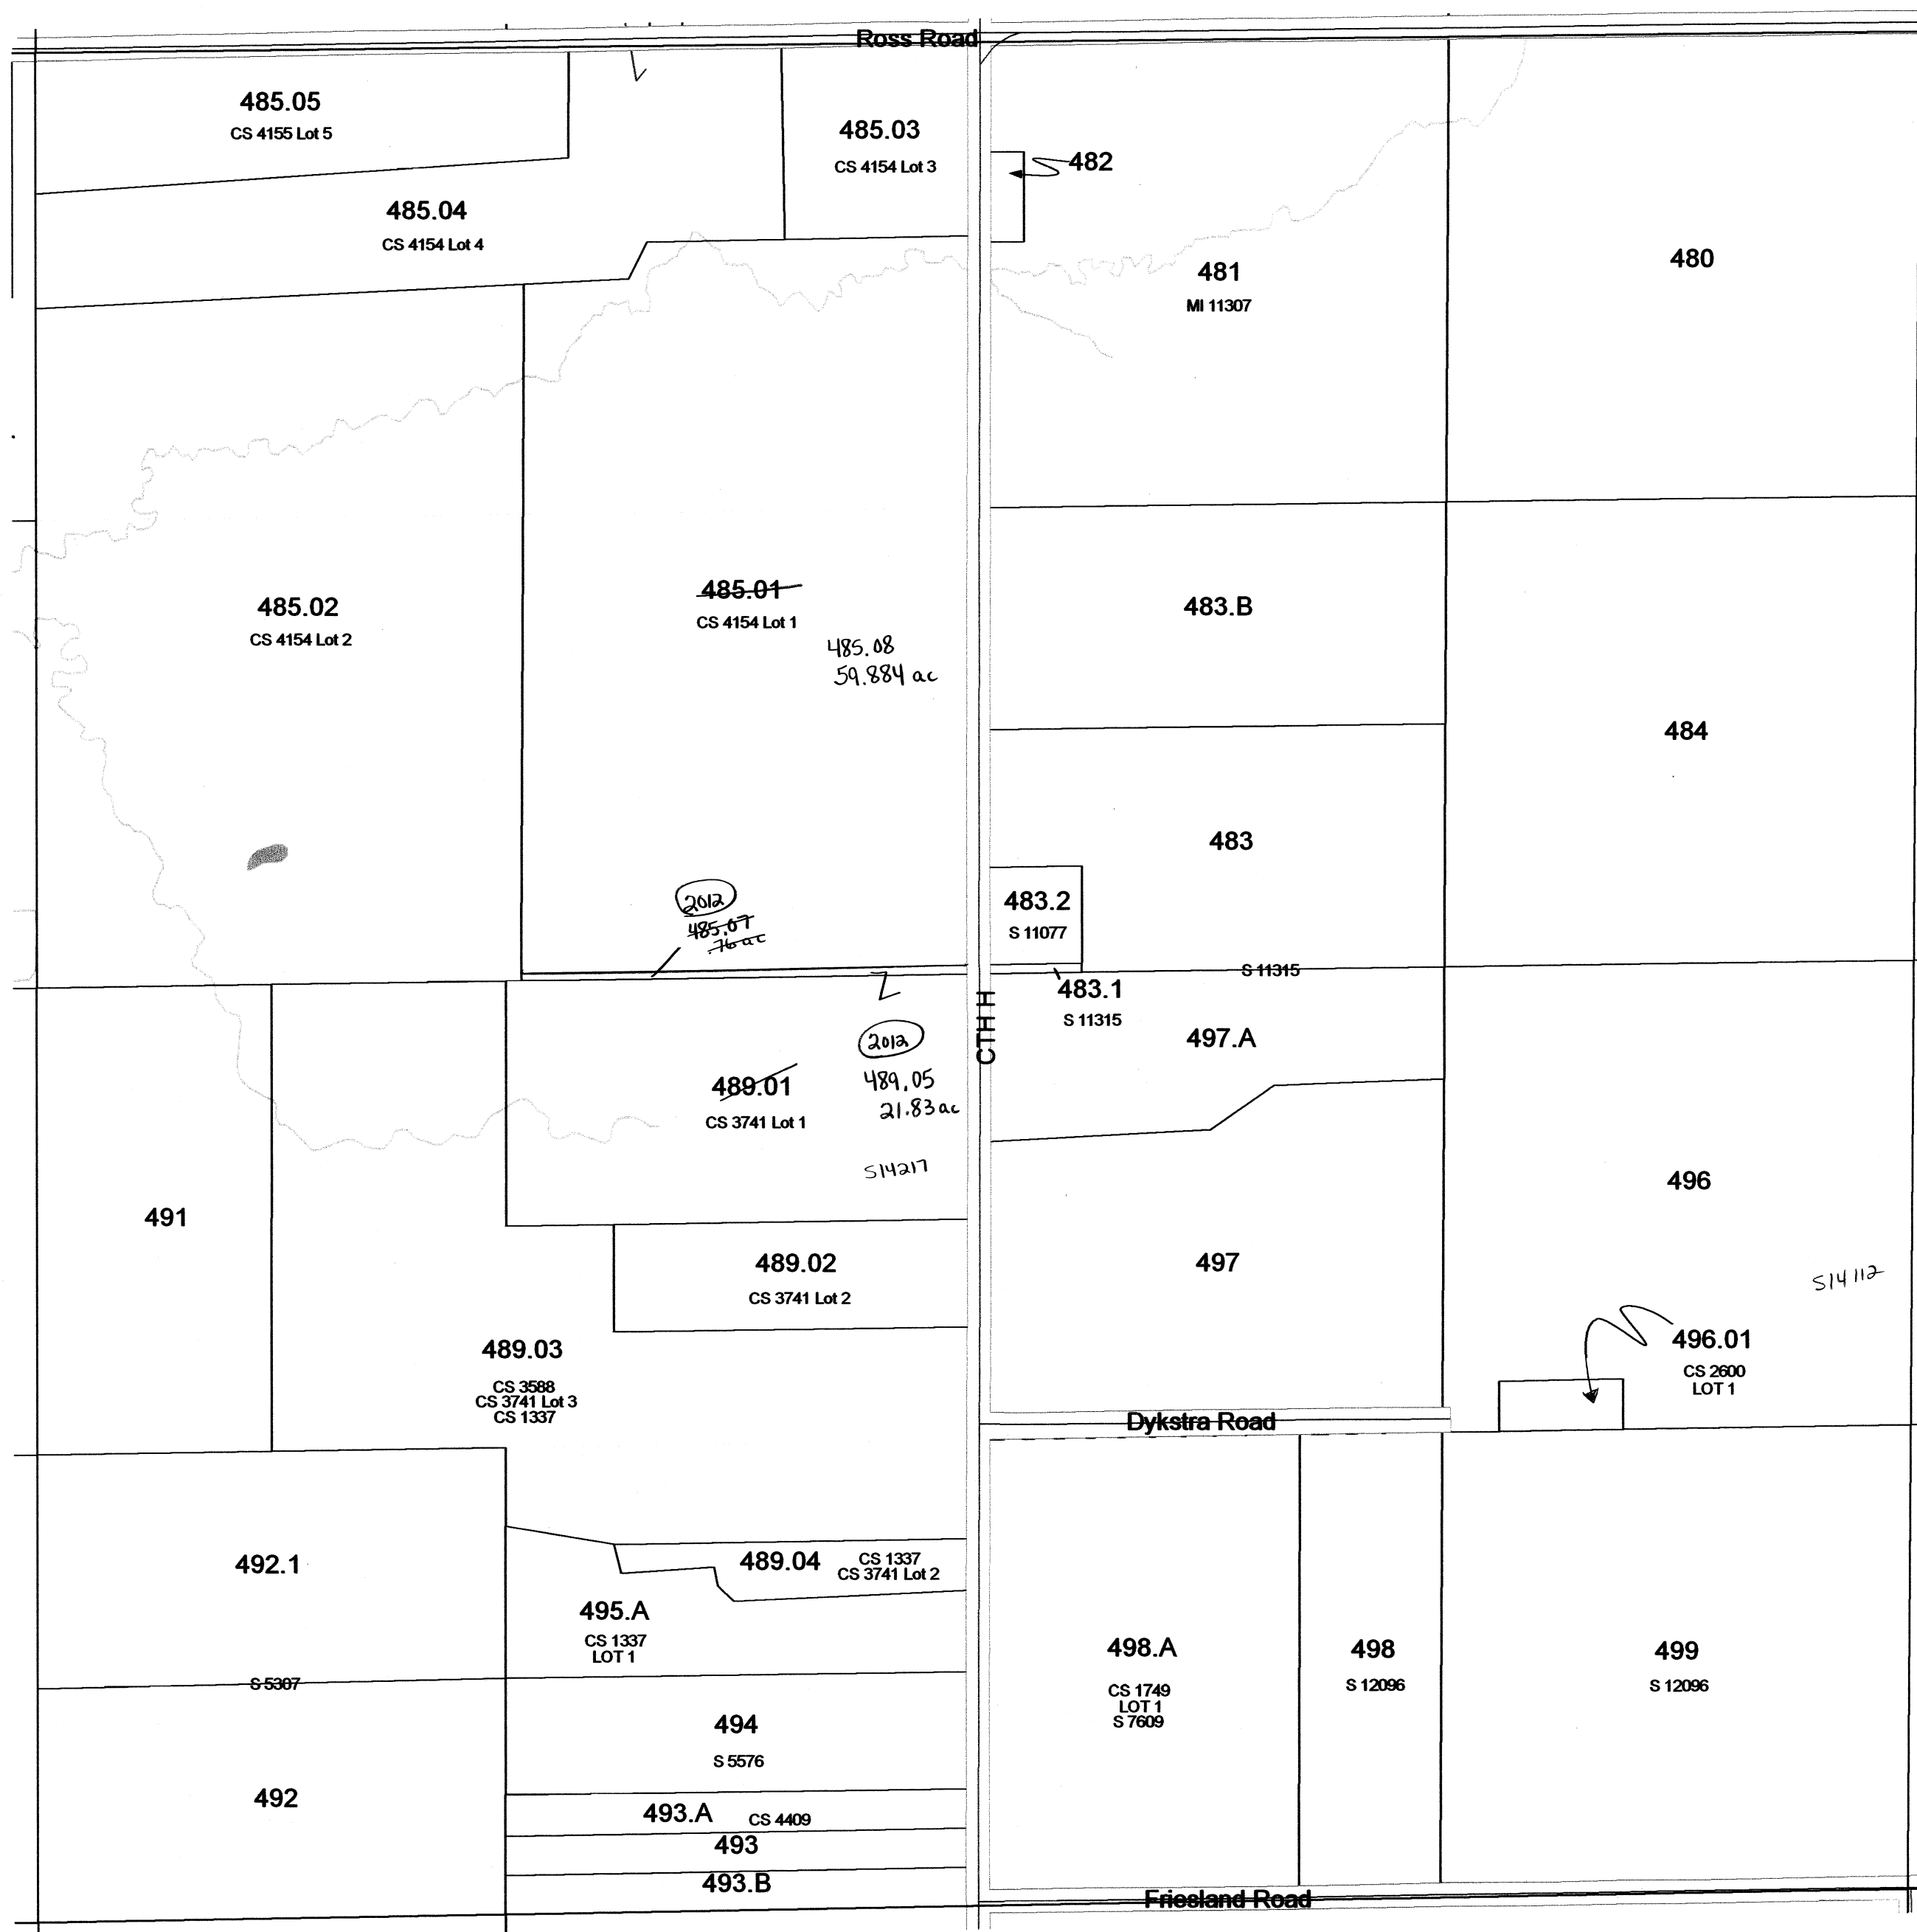 Ross Road
485.05
CS 4155 Lot 5
485.03
CS 4154 Lot 3
482
485.04
CS 4154 Lot 4
481
MI 11307
480
485.02
CS 4154 Lot 2
485.01
CS 4154 Lot 1
485.08
59.884 ac
483.B
484
483
2012
485.07
.76 ac
483.2
S 11077
S 11315
483.1
S 11315
CTH H
497.A
2012
489.01
CS 3741 Lot 1
489.05
21.83 ac
S14217
491
496
489.02
CS 3741 Lot 2
497
S14112
489.03
CS 3588
CS 3741 Lot 3
CS 1337
496.01
CS 2600
LOT 1
Dykstra Road
492.1
489.04
CS 1337
CS 3741 Lot 2
495.A
CS 1337
LOT 1
498.A
CS 1749
LOT 1
S 7609
498
S 12096
499
S 12096
S 5307
494
S 5576
492
493.A
CS 4409
493
493.B
Friesland Road